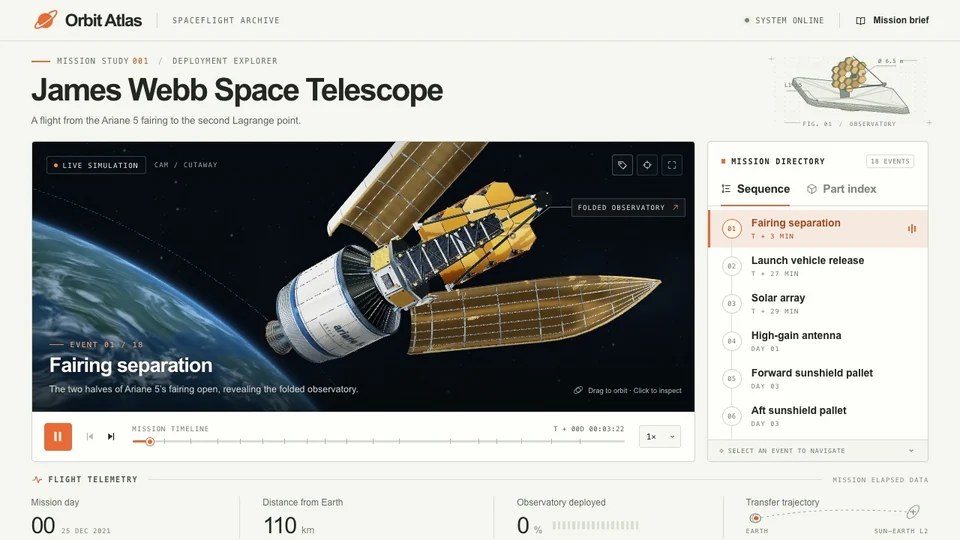 Orbit Atlas
SPACEFLIGHT ARCHIVE
SYSTEM ONLINE
Mission brief
MISSION STUDY 001 / DEPLOYMENT EXPLORER
James Webb Space Telescope
A flight from the Ariane 5 fairing to the second Lagrange point.
Ø 6.5 m
FIG. 01 / OBSERVATORY
LIVE SIMULATION
CAM / CUTAWAY
FOLDED OBSERVATORY
EVENT 01 / 18
Fairing separation
The two halves of Ariane 5's fairing open, revealing the folded observatory.
Drag to orbit · Click to inspect
MISSION TIMELINE
T + 00D 00:03:22
1×
MISSION DIRECTORY
18 EVENTS
Sequence
Part index
01
Fairing separation
T + 3 MIN
02
Launch vehicle release
T + 27 MIN
03
Solar array
T + 29 MIN
04
High-gain antenna
DAY 01
05
Forward sunshield pallet
DAY 03
06
Aft sunshield pallet
DAY 03
SELECT AN EVENT TO NAVIGATE
FLIGHT TELEMETRY
MISSION ELAPSED DATA
Mission day
00 25 DEC 2021
Distance from Earth
110 km
Observatory deployed
0 %
Transfer trajectory
EARTH
SUN–EARTH L2